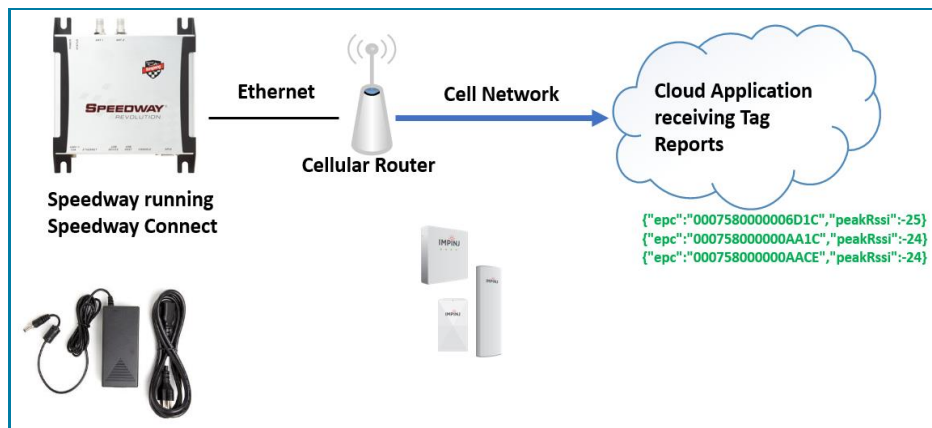 SPEEDWAY
REVOLUTION
Ethernet
Cellular Router
Cell Network
Cloud Application
receiving Tag
Reports
Speedway running
Speedway Connect
{"epc":"0007580000006D1C","peakRssi":-25}
{"epc":"000758000000AA1C","peakRssi":-24}
{"epc":"000758000000AACE","peakRssi":-24}
IMPINJ
IMPINJ
IMPINJ